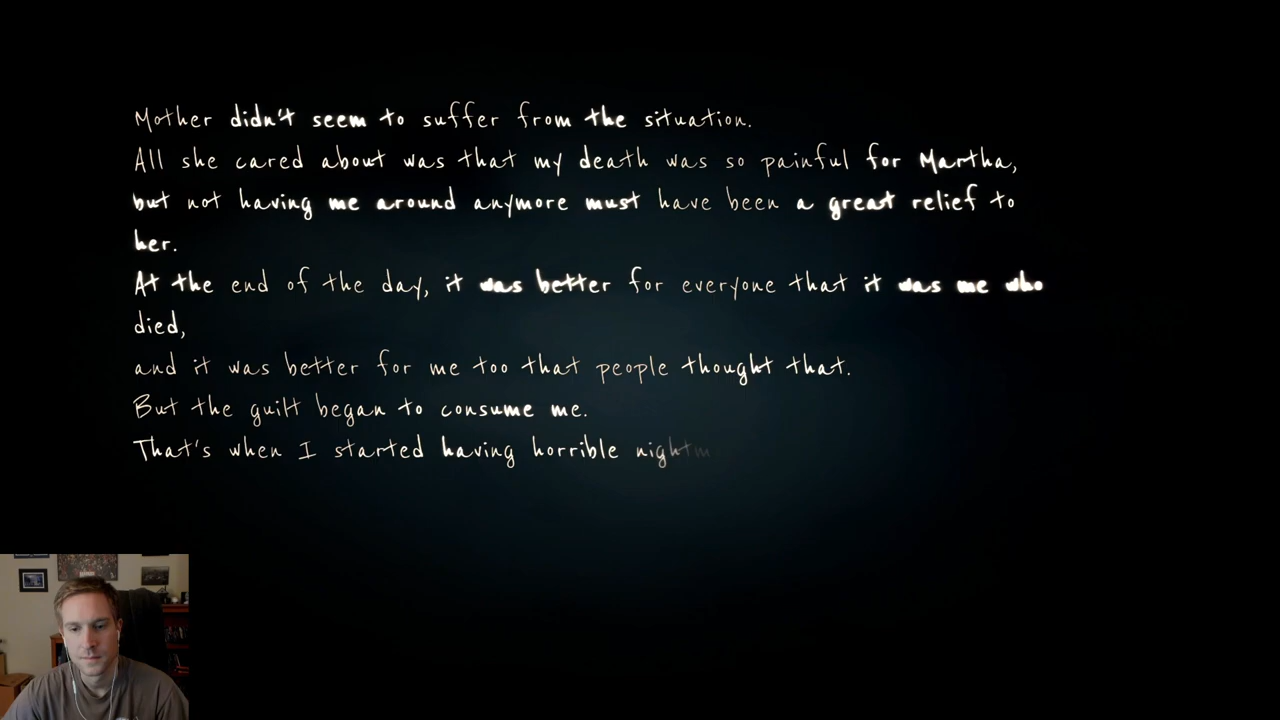 Mother didn't seem to suffer from the situation.
All she cared about was that my death was so painful for Martha,
but not having me around anymore must have been a great relief to
her.
At the end of the day, it was better for everyone that it was me who
died,
and it was better for me too that people thought that.
But the guilt began to consume me.
That's when I started having horrible nightm